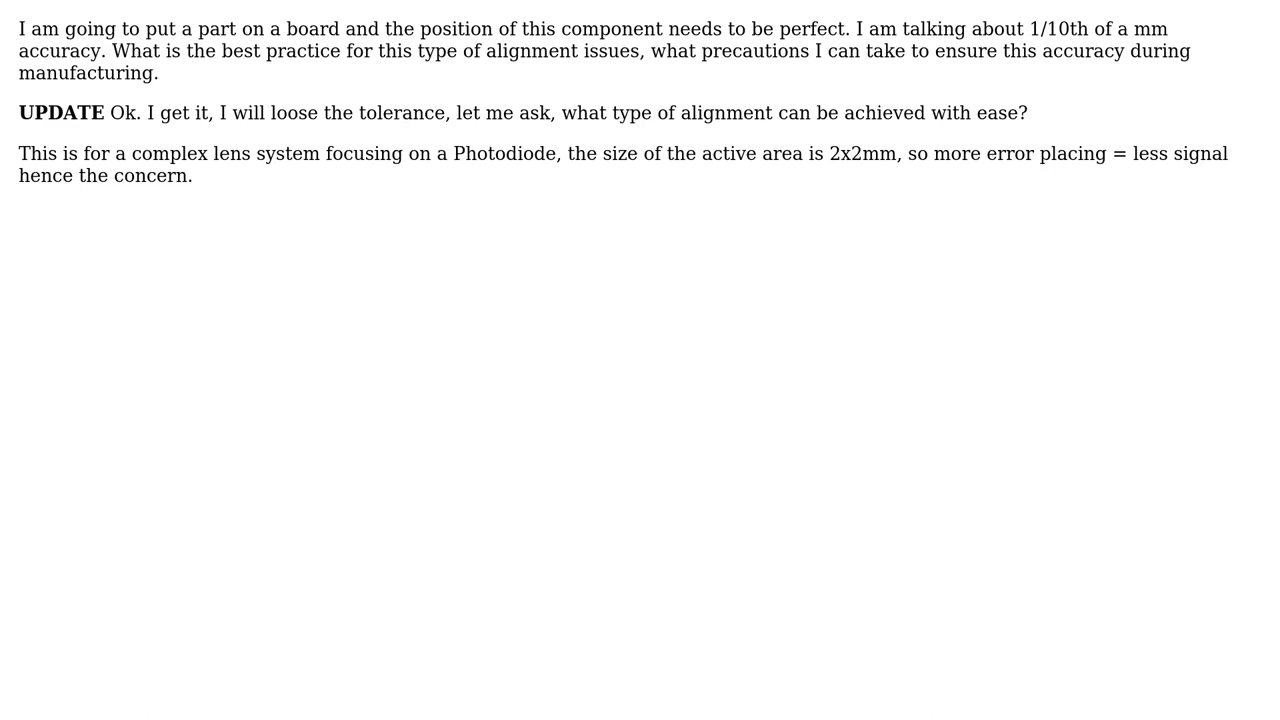 I am going to put a part on a board and the position of this component needs to be perfect. I am talking about 1/10th of a mm
accuracy. What is the best practice for this type of alignment issues, what precautions I can take to ensure this accuracy during
manufacturing.
UPDATE Ok. I get it, I will loose the tolerance, let me ask, what type of alignment can be achieved with ease?
This is for a complex lens system focusing on a Photodiode, the size of the active area is 2x2mm, so more error placing = less signal
hence the concern.